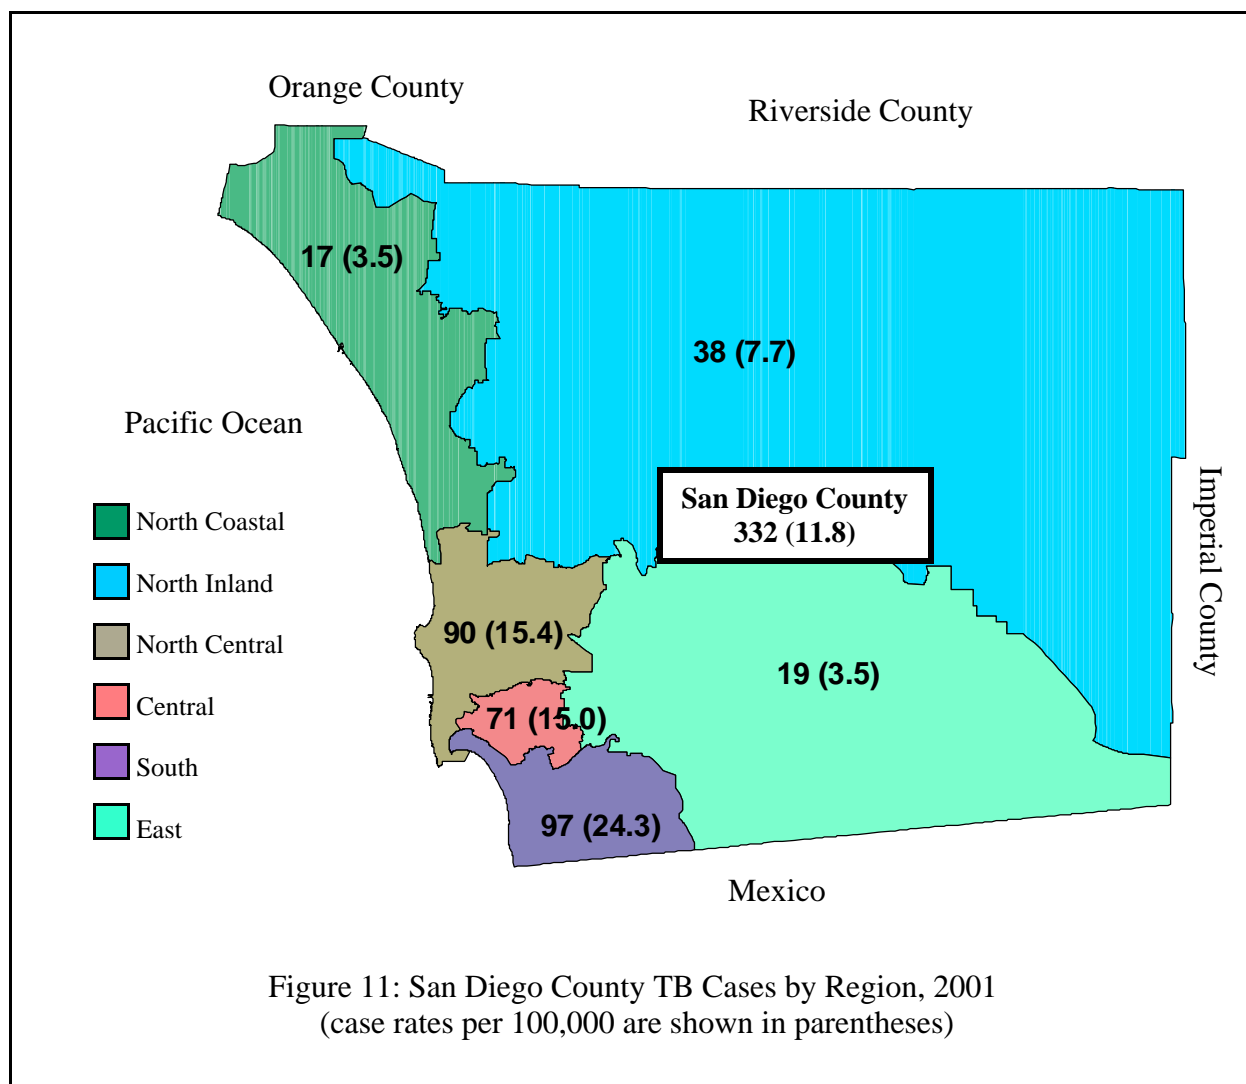 Orange County
Riverside County
17 (3.5)
38 (7.7)
Pacific Ocean
San Diego County
332 (11.8)
Imperial County
North Coastal
North Inland
North Central
Central
South
East
90 (15.4)
19 (3.5)
71 (15.0)
97 (24.3)
Mexico
Figure 11: San Diego County TB Cases by Region, 2001
(case rates per 100,000 are shown in parentheses)